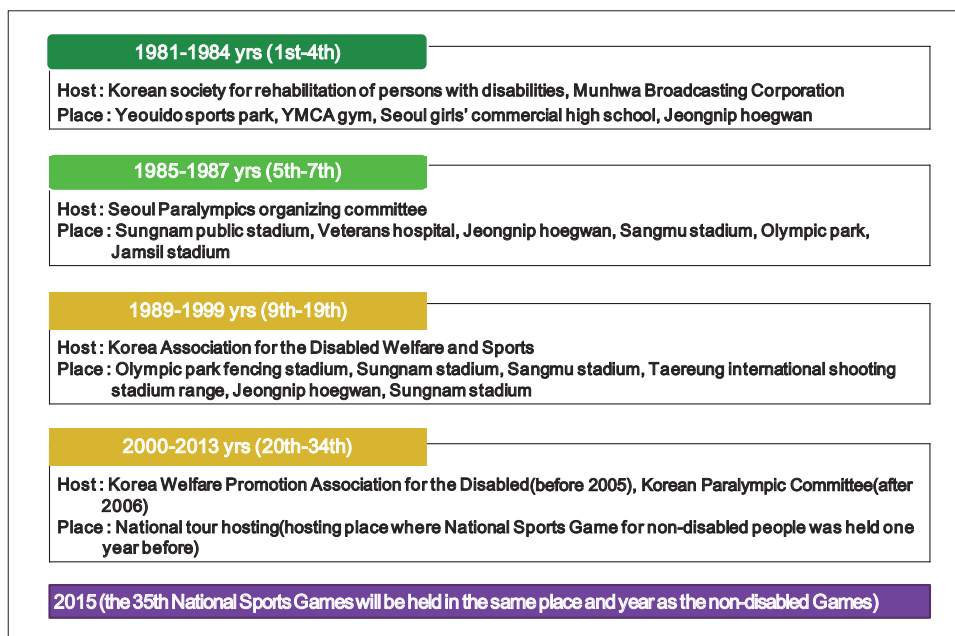 1981-1984 yrs (1st-4th)
Host : Korean society for rehabilitation of persons with disabilities, Munhwa Broadcasting Corporation
Place : Yeouido sports park, YMCA gym, Seoul girls' commercial high school, Jeongnip hoegwan
1985-1987 yrs (5th-7th)
Host : Seoul Paralympics organizing committee
Place : Sungnam public stadium, Veterans hospital, Jeongnip hoegwan, Sangmu stadium, Olympic park,
Jamsil stadium
1989-1999 yrs (9th-19th)
Host : Korea Association for the Disabled Welfare and Sports
Place : Olympic park fencing stadium, Sungnam stadium, Sangmu stadium, Taereung international shooting
stadium range, Jeongnip hoegwan, Sungnam stadium
2000-2013 yrs (20th-34th)
Host : Korea Welfare Promotion Association for the Disabled(before 2005), Korean Paralympic Committee(after
2006)
Place : National tour hosting(hosting place where National Sports Game for non-disabled people was held one
year before)
2015 (the 35th National Sports Games will be held in the same place and year as the non-disabled Games)